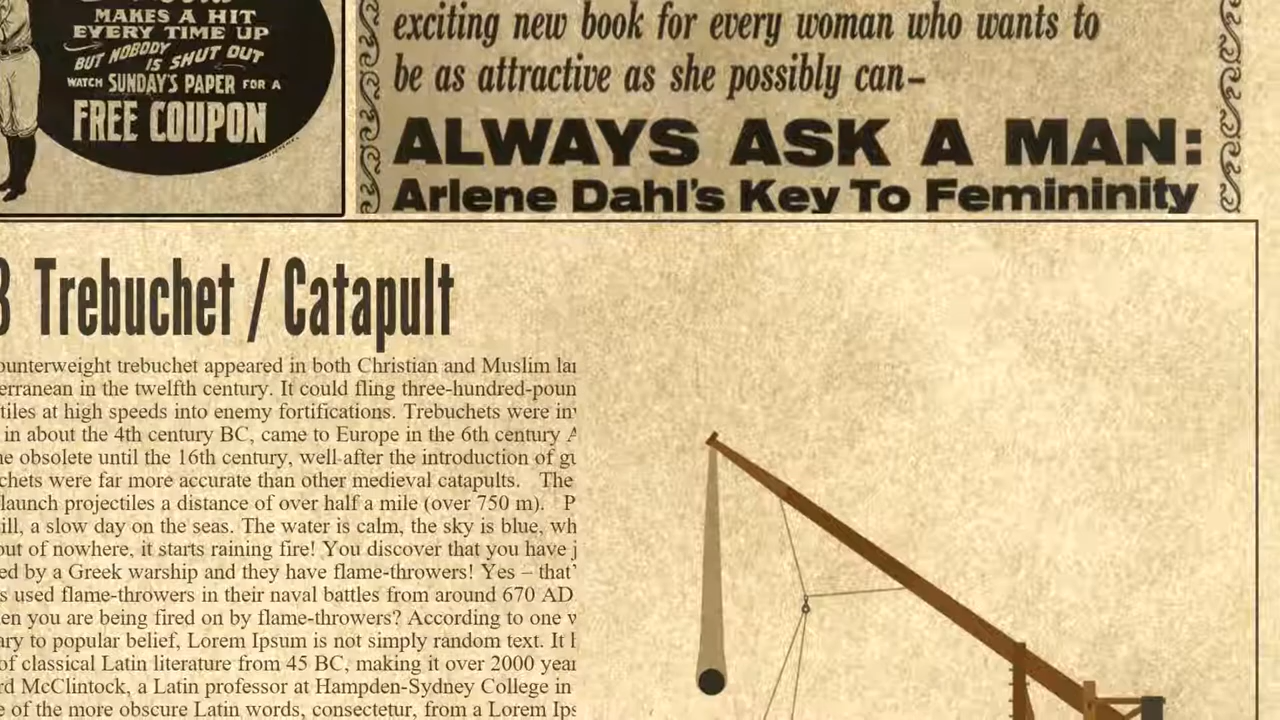 MAKES A HIT
EVERY TIME UP
BUT NOBODY
IS SHUT OUT
WATCH SUNDAY'S PAPER FOR A
FREE COUPON
exciting new book for every woman who wants to
be as attractive as she possibly can–
ALWAYS ASK A MAN:
Arlene Dahl's Key To Femininity
Trebuchet / Catapult
ounterweight trebuchet appeared in both Christian and Muslim
erranean in the twelfth century. It could fling three-hundred-poun
tiles at high speeds into enemy fortifications. Trebuchets were
in about the 4th century BC, came to Europe in the 6th century
obsolete until the 16th century, well after the introduction of
chets were far more accurate than other medieval catapults. The
launch projectiles a distance of over half a mile (over 750 m). P
ill, a slow day on the seas. The water is calm, the sky is blue, wh
out of nowhere, it starts raining fire! You discover that you have
ed by a Greek warship and they have flame-throwers! Yes – that'
s used flame-throwers in their naval battles from around 670 AD
en you are being fired on by flame-throwers? According to one
ary to popular belief, Lorem Ipsum is not simply random text. It
of classical Latin literature from 45 BC, making it over 2000 year
rd McClintock, a Latin professor at Hampden-Sydney College in
of the more obscure Latin words, consectetur, from a Lorem Ips